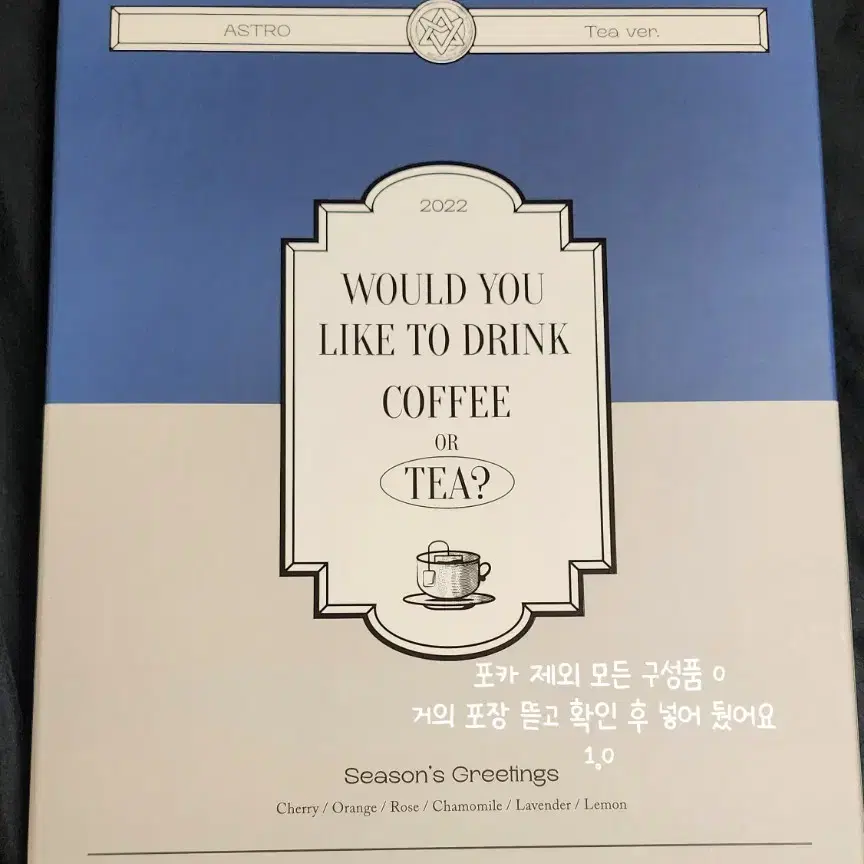 ASTRO Tea ver.
2022
WOULD YOU
LIKE TO DRINK
COFFEE
OR
TEA?
포카 제외 모든 구성품 O
거의 포장 뜯고 확인 후 넣어 뒀어요
1.0
Season's Greetings
Cherry / Orange / Rose / Chamomile / Lavender / Lemon